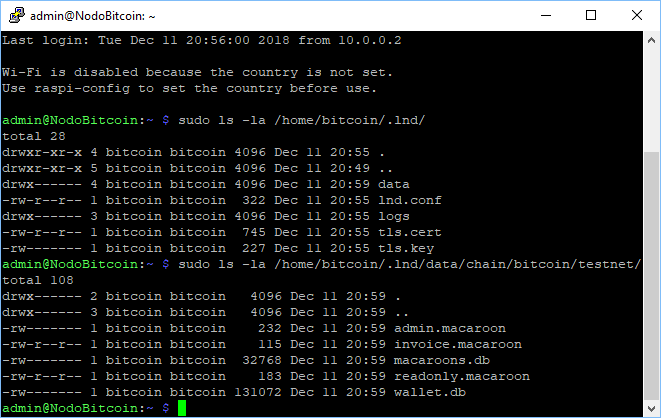 admin@NodoBitcoin: ~
Last login: Tue Dec 11 20:56:00 2018 from 10.0.0.2
Wi-Fi is disabled because the country is not set.
Use raspi-config to set the country before use.
admin@NodoBitcoin:~ $ sudo ls -la /home/bitcoin/.lnd/
total 28
drwxr-xr-x 4 bitcoin bitcoin 4096 Dec 11 20:55 .
drwxr-xr-x 5 bitcoin bitcoin 4096 Dec 11 20:49 ..
drwx------ 4 bitcoin bitcoin 4096 Dec 11 20:59 data
-rw-r--r-- 1 bitcoin bitcoin  322 Dec 11 20:55 lnd.conf
drwx------ 3 bitcoin bitcoin 4096 Dec 11 20:55 logs
-rw-r--r-- 1 bitcoin bitcoin  745 Dec 11 20:55 tls.cert
-rw------- 1 bitcoin bitcoin  227 Dec 11 20:55 tls.key
admin@NodoBitcoin:~ $ sudo ls -la /home/bitcoin/.lnd/data/chain/bitcoin/testnet/
total 108
drwx------ 2 bitcoin bitcoin   4096 Dec 11 20:59 .
drwx------ 3 bitcoin bitcoin   4096 Dec 11 20:59 ..
-rw------- 1 bitcoin bitcoin    232 Dec 11 20:59 admin.macaroon
-rw-r--r-- 1 bitcoin bitcoin    115 Dec 11 20:59 invoice.macaroon
-rw------- 1 bitcoin bitcoin  32768 Dec 11 20:59 macaroons.db
-rw-r--r-- 1 bitcoin bitcoin    183 Dec 11 20:59 readonly.macaroon
-rw------- 1 bitcoin bitcoin 131072 Dec 11 20:59 wallet.db
admin@NodoBitcoin:~ $